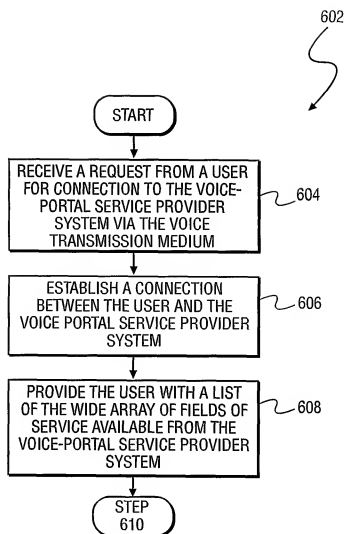 602
START
RECEIVE A REQUEST FROM A USER
FOR CONNECTION TO THE VOICE-
PORTAL SERVICE PROVIDER
SYSTEM VIA THE VOICE
TRANSMISSION MEDIUM
604
ESTABLISH A CONNECTION
BETWEEN THE USER AND THE
VOICE PORTAL SERVICE PROVIDER
SYSTEM
606
PROVIDE THE USER WITH A LIST
OF THE WIDE ARRAY OF FIELDS OF
SERVICE AVAILABLE FROM THE
VOICE-PORTAL SERVICE PROVIDER
SYSTEM
608
STEP
610